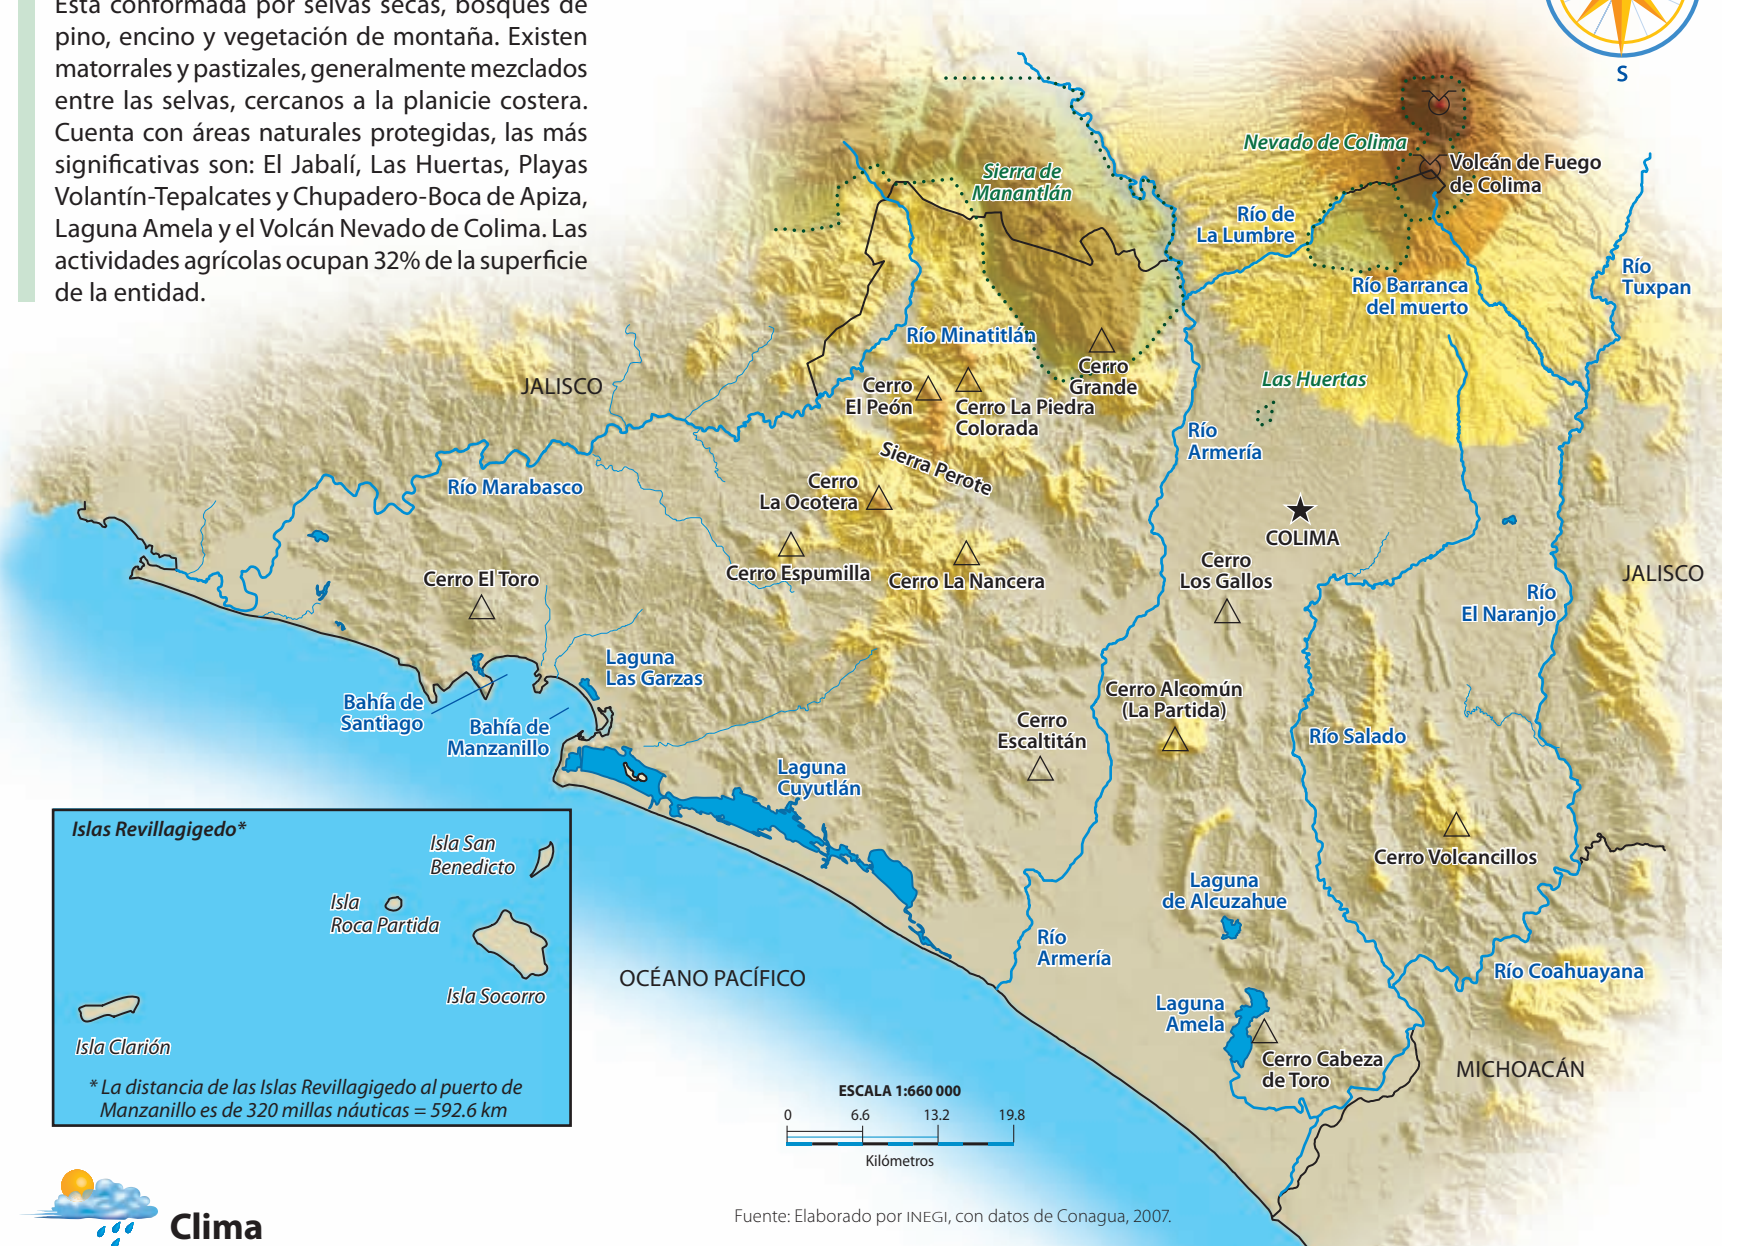 Está conformada por selvas secas, bosques de
pino, encino y vegetación de montaña. Existen
matorrales y pastizales, generalmente mezclados
entre las selvas, cercanos a la planicie costera.
Cuenta con áreas naturales protegidas, las más
significativas son: El Jabalí, Las Huertas, Playas
Volantín-Tepalcates y Chupadero-Boca de Apiza,
Laguna Amela y el Volcán Nevado de Colima. Las
actividades agrícolas ocupan 32% de la superficie
de la entidad.
S
Nevado de Colima
Volcán de Fuego
de Colima
Sierra de
Manantlán
Río de
La Lumbre
Río Barranca
del muerto
Río
Tuxpan
Río Minatitlán
Cerro
Grande
Cerro
El Peón
Cerro La Piedra
Colorada
Las Huertas
JALISCO
Río
Armería
Sierra Perote
Río Marabasco
Cerro
La Ocotera
COLIMA
Cerro Espumilla
Cerro La Nancera
Cerro
Los Gallos
Cerro El Toro
JALISCO
Río
El Naranjo
Laguna
Las Garzas
Bahía de
Santiago
Bahía de
Manzanillo
Cerro Alcomún
(La Partida)
Cerro
Escaltitán
Río Salado
Laguna
Cuyutlán
Cerro Volcancillos
Laguna
de Alcuzahue
Río
Armería
Río Coahuayana
OCÉANO PACÍFICO
Laguna
Amela
Cerro Cabeza
de Toro
MICHOACÁN
Islas Revillagigedo*
Isla San
Benedicto
Isla
Roca Partida
Isla Socorro
Isla Clarión
* La distancia de las Islas Revillagigedo al puerto de
Manzanillo es de 320 millas náuticas = 592.6 km
ESCALA 1:660 000
0 6.6 13.2 19.8
Kilómetros
Fuente: Elaborado por INEGI, con datos de Conagua, 2007.
Clima